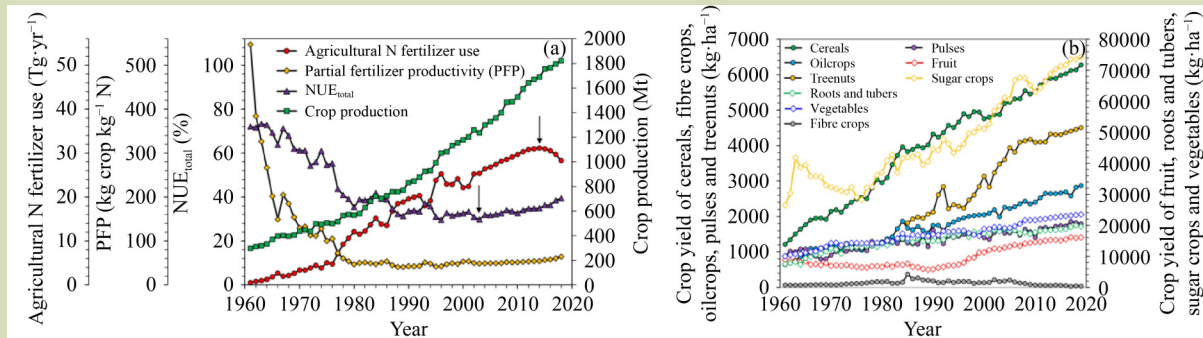 Agricultural N fertilizer use (Tg·yr⁻¹)
50
40
30
20
10
0
PFP (kg crop kg⁻¹ N)
500
400
300
200
100
0
NUEtotal (%)
100
80
60
40
20
0
(a)
Agricultural N fertilizer use
Partial fertilizer productivity (PFP)
NUEtotal
Crop production
1961 1970 1980 1990 2000 2010 2020
Year
2000
1800
1600
1400
1200
1000
800
600
400
200
0
Crop production (Mt)
Crop yield of cereals, fibre crops,
oilcrops, pulses and treenuts (kg·ha⁻¹)
7000
6000
5000
4000
3000
2000
1000
0
(b)
Cereals
Oilcrops
Treenuts
Roots and tubers
Vegetables
Fibre crops
Pulses
Fruit
Sugar crops
1961 1970 1980 1990 2000 2010 2019
Year
80000
70000
60000
50000
40000
30000
20000
10000
0
Crop yield of fruit, roots and tubers,
sugar crops and vegetables (kg·ha⁻¹)